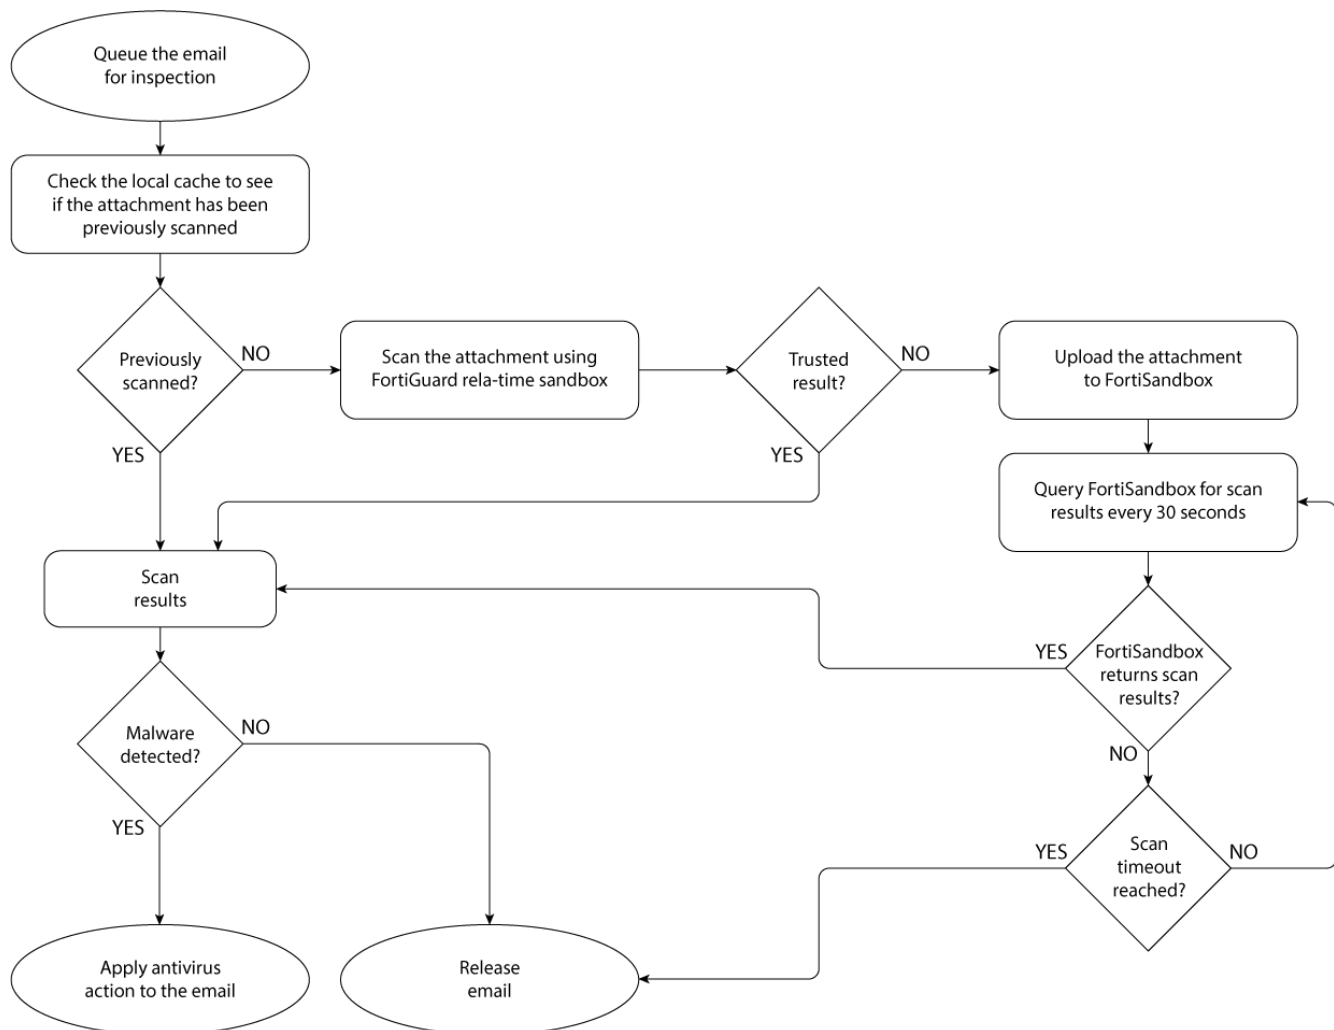 Queue the email
for inspection
Check the local cache to see
if the attachment has been
previously scanned
Previously
scanned?
NO
YES
Scan the attachment using
FortiGuard rela-time sandbox
Trusted
result?
NO
YES
Upload the attachment
to FortiSandbox
Query FortiSandbox for scan
results every 30 seconds
Scan
results
YES
FortiSandbox
returns scan
results?
NO
Malware
detected?
NO
YES
YES
Scan
timeout
reached?
NO
Apply antivirus
action to the email
Release
email